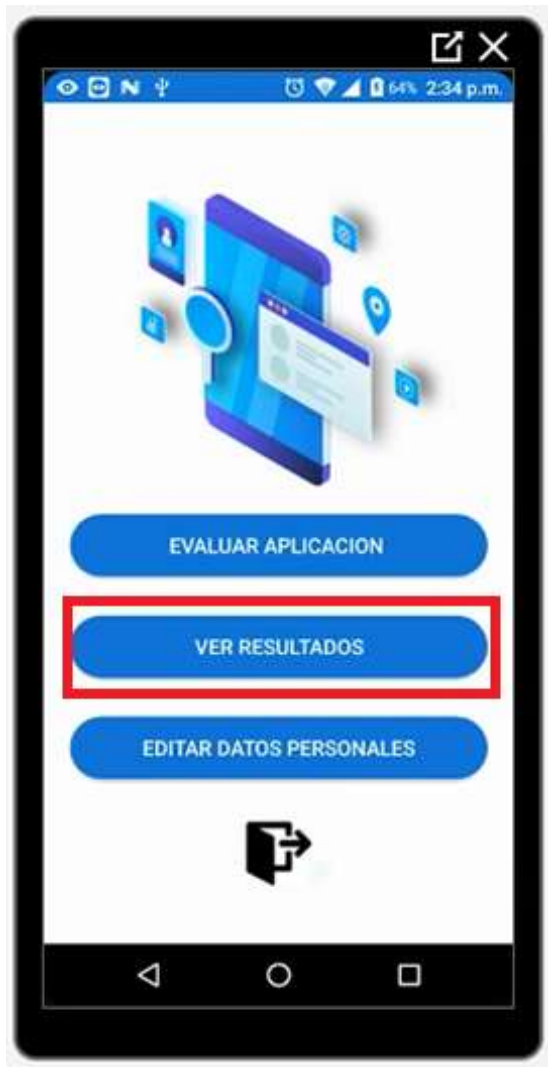 64% 2:34 p.m.
EVALUAR APLICACION
VER RESULTADOS
EDITAR DATOS PERSONALES